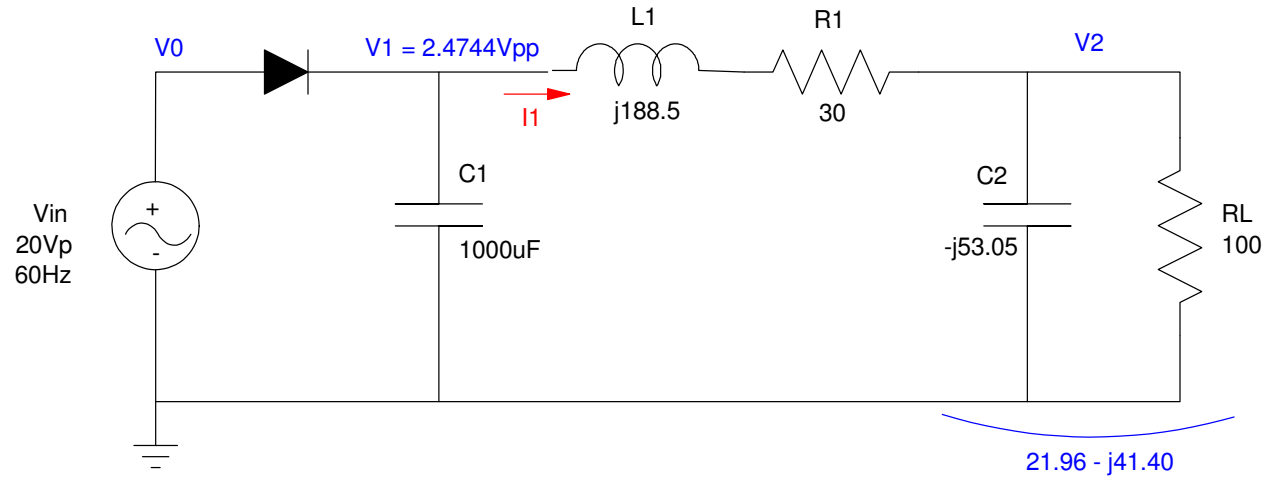 L1
R1
V0
V1 = 2.4744Vpp
V2
j188.5
30
I1
C1
C2
Vin
20Vp
60Hz
+
-
1000uF
-j53.05
RL
100
21.96 - j41.40